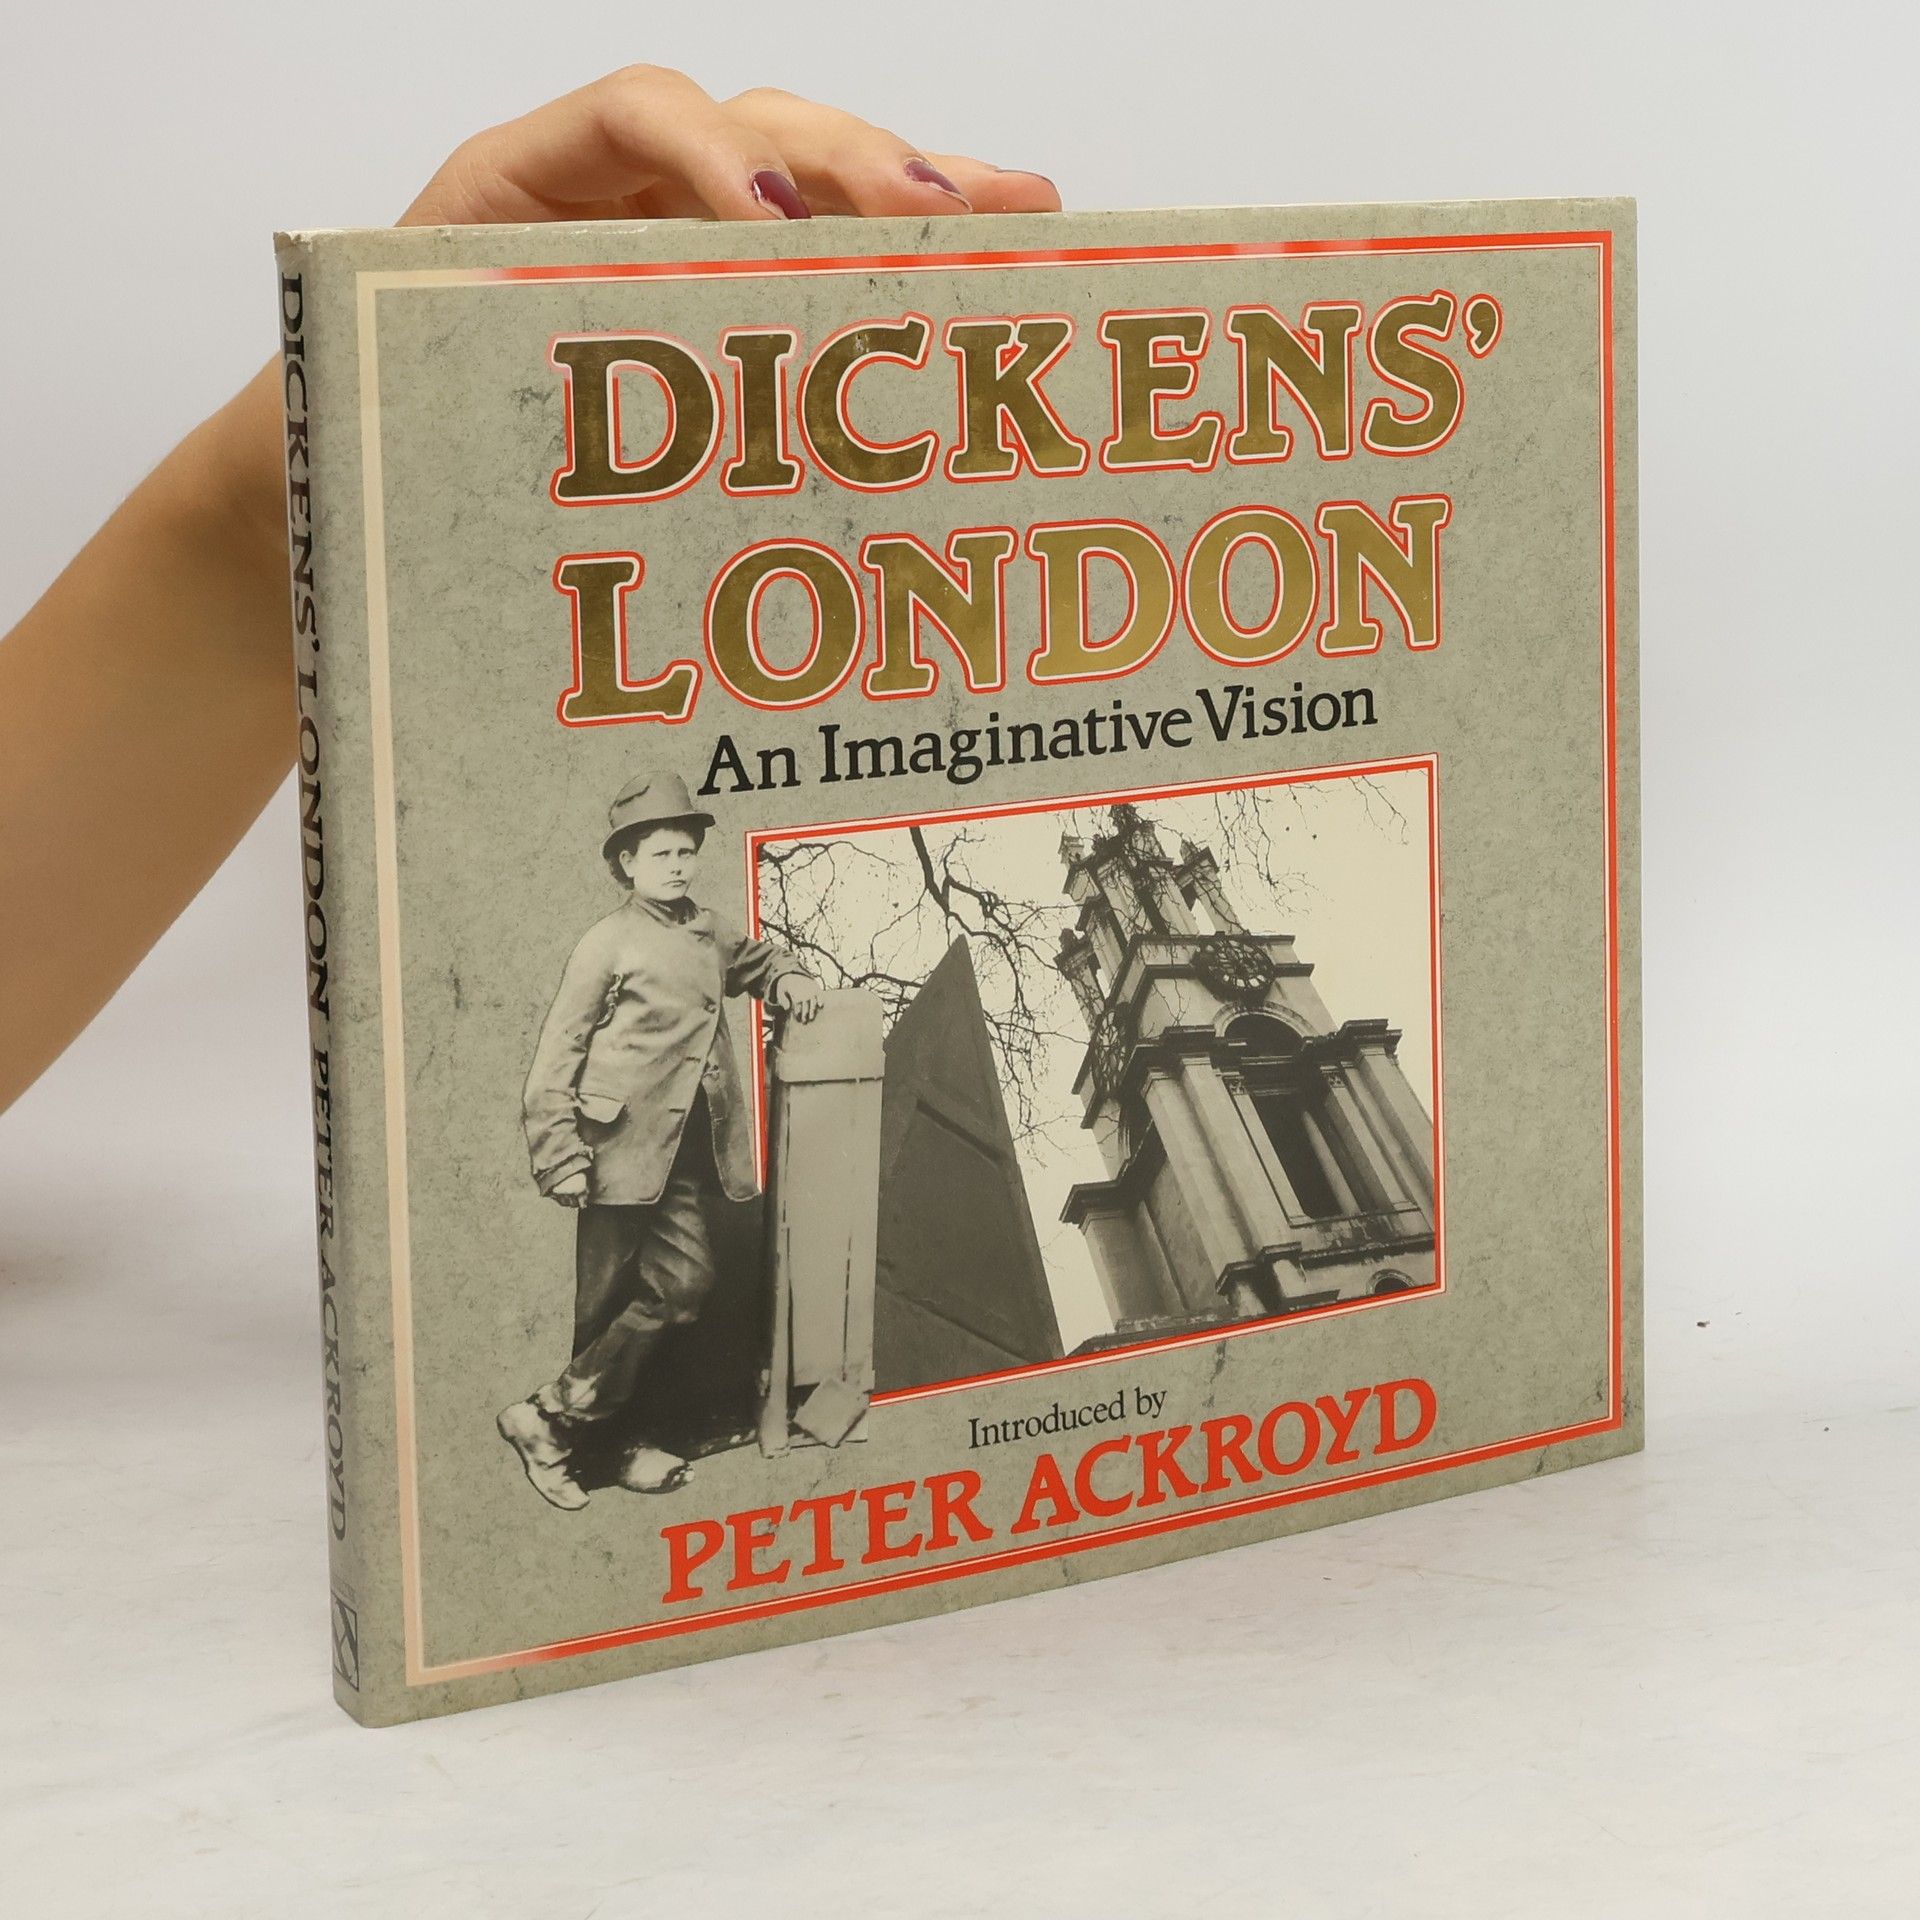 DICKENS'
LONDON
An Imaginative Vision
Introduced by
PETER ACKROYD
DICKENS' LONDON PETER ACKROYD